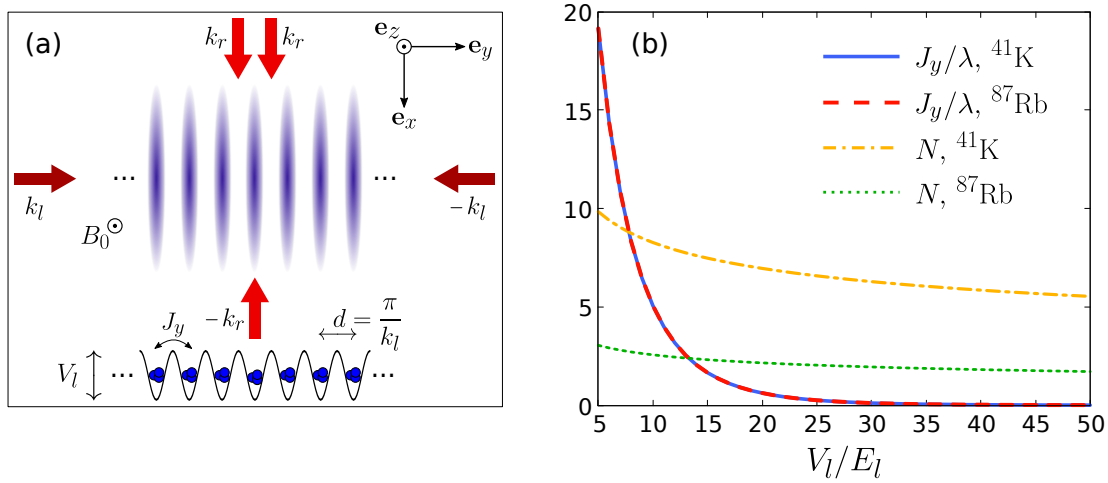 (a)
k_r k_r
e_z e_y
e_x
... ...
k_l -k_l
B_0
-k_r
J_y d = π/k_l
V_l ... ...
(b)
20
15
10
5
0
J_y/λ, ⁴¹K
J_y/λ, ⁸⁷Rb
N, ⁴¹K
N, ⁸⁷Rb
5 10 15 20 25 30 35 40 45 50
V_l/E_l